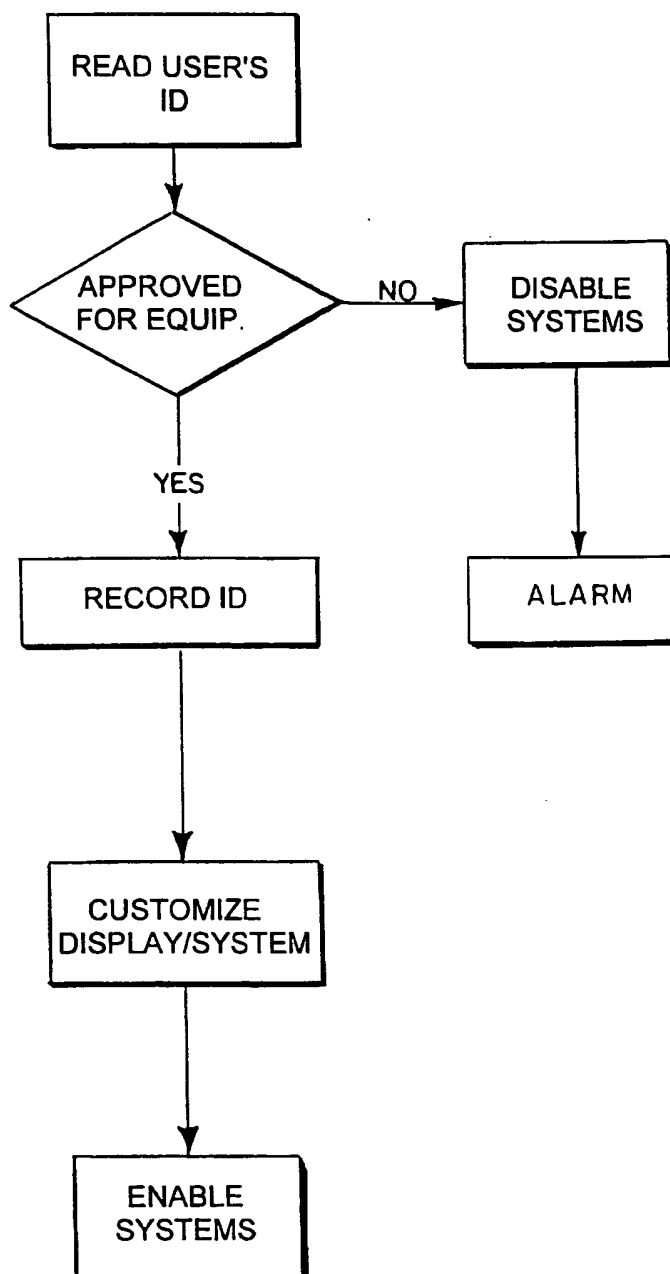 READ USER'S
ID
APPROVED
FOR EQUIP.
NO
DISABLE
SYSTEMS
YES
RECORD ID
ALARM
CUSTOMIZE
DISPLAY/SYSTEM
ENABLE
SYSTEMS